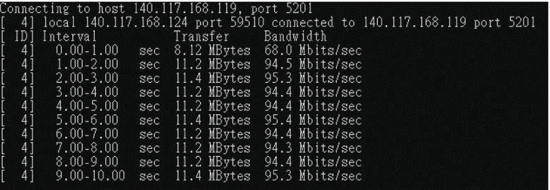 Connecting to host 140.117.168.119, port 5201
[  4] local 140.117.168.124 port 59510 connected to 140.117.168.119 port 5201
[ ID] Interval           Transfer     Bandwidth
[  4]   0.00-1.00   sec  8.12 MBytes  68.0 Mbits/sec
[  4]   1.00-2.00   sec  11.2 MBytes  94.5 Mbits/sec
[  4]   2.00-3.00   sec  11.4 MBytes  95.3 Mbits/sec
[  4]   3.00-4.00   sec  11.2 MBytes  94.4 Mbits/sec
[  4]   4.00-5.00   sec  11.2 MBytes  94.4 Mbits/sec
[  4]   5.00-6.00   sec  11.4 MBytes  95.4 Mbits/sec
[  4]   6.00-7.00   sec  11.2 MBytes  94.4 Mbits/sec
[  4]   7.00-8.00   sec  11.2 MBytes  94.3 Mbits/sec
[  4]   8.00-9.00   sec  11.2 MBytes  94.4 Mbits/sec
[  4]   9.00-10.00  sec  11.4 MBytes  95.3 Mbits/sec